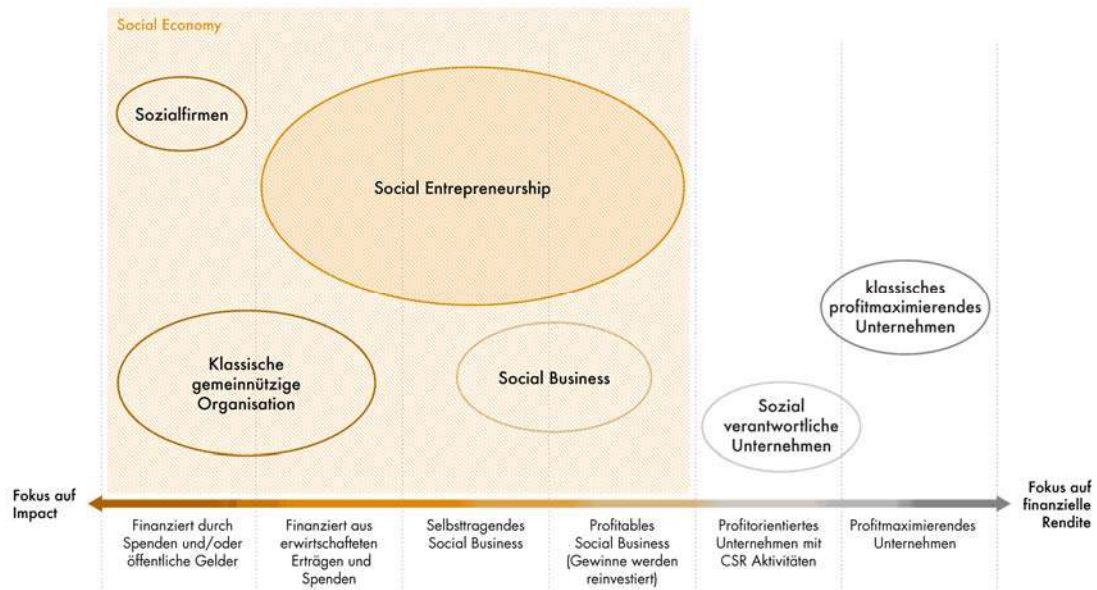 Social Economy
Sozialfirmen
Social Entrepreneurship
klassisches
profitmaximierendes
Unternehmen
Klassische
gemeinnützige
Organisation
Social Business
Sozial
verantwortliche
Unternehmen
Fokus auf
Impact
Fokus auf
finanzielle
Rendite
Finanziert durch
Spenden und/oder
öffentliche Gelder
Finanziert aus
erwirtschafteten
Erträgen und
Spenden
Selbsttragendes
Social Business
Profitables
Social Business
(Gewinne werden
reinvestiert)
Profitorientiertes
Unternehmen mit
CSR Aktivitäten
Profitmaximierendes
Unternehmen